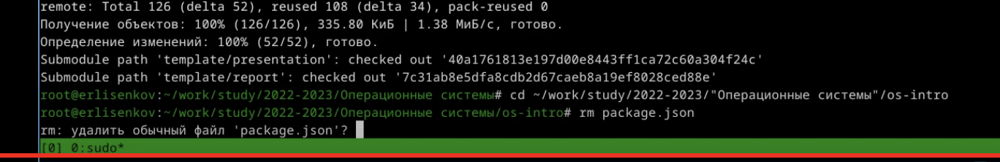 remote: Total 126 (delta 52), reused 108 (delta 34), pack-reused 0
Получение объектов: 100% (126/126), 335.80 КиБ | 1.38 МиБ/с, готово.
Определение изменений: 100% (52/52), готово.
Submodule path 'template/presentation': checked out '40a1761813e197d00e8443ff1ca72c60a304f24c'
Submodule path 'template/report': checked out '7c31ab8e5dfa8cdb2d67caeb8a19ef8028ced88e'
root@erlisenkov:~/work/study/2022-2023/Операционные системы# cd ~/work/study/2022-2023/"Операционные системы"/os-intro
root@erlisenkov:~/work/study/2022-2023/Операционные системы/os-intro# rm package.json
rm: удалить обычный файл 'package.json'?
[0] 0:sudo*